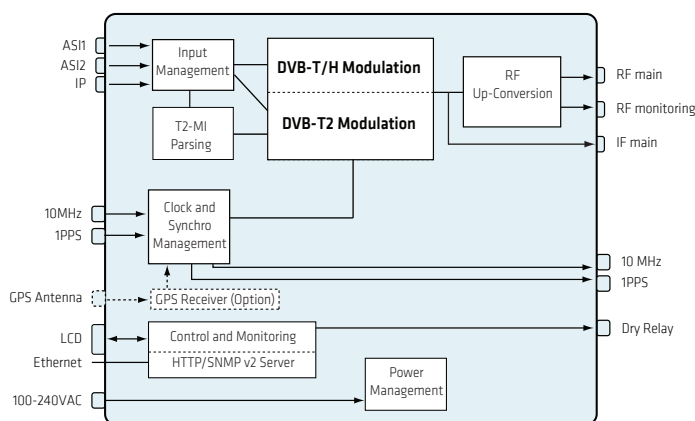 ASI1
ASI2
IP
Input
Management
T2-MI
Parsing
DVB-T/H Modulation
DVB-T2 Modulation
RF
Up-Conversion
RF main
RF monitoring
IF main
10MHz
1PPS
Clock and
Synchro
Management
10 MHz
1PPS
GPS Antenna
GPS Receiver (Option)
LCD
Ethernet
Control and Monitoring
HTTP/SNMP v2 Server
Dry Relay
100-240VAC
Power
Management